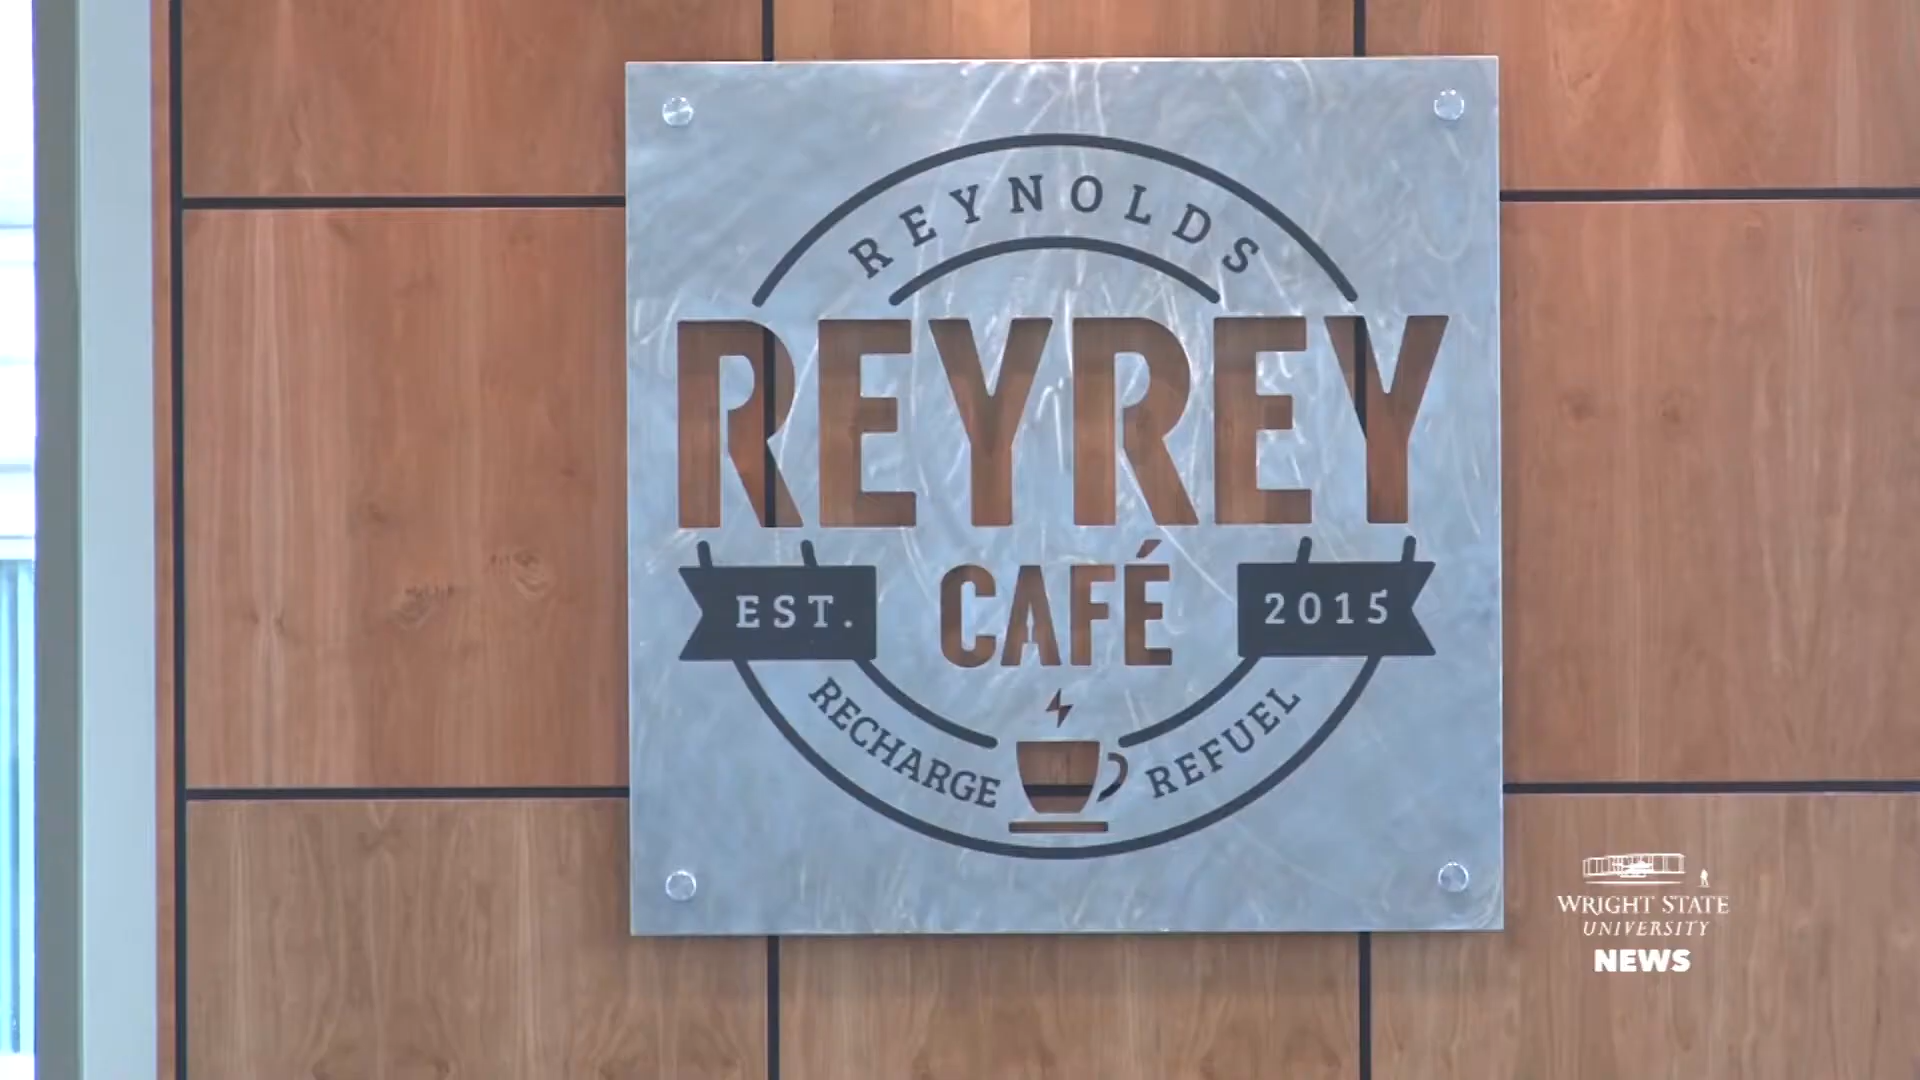 REYNOLDS
REYREY
EST. CAFÉ 2015
RECHARGE REFUEL
WRIGHT STATE
UNIVERSITY
NEWS